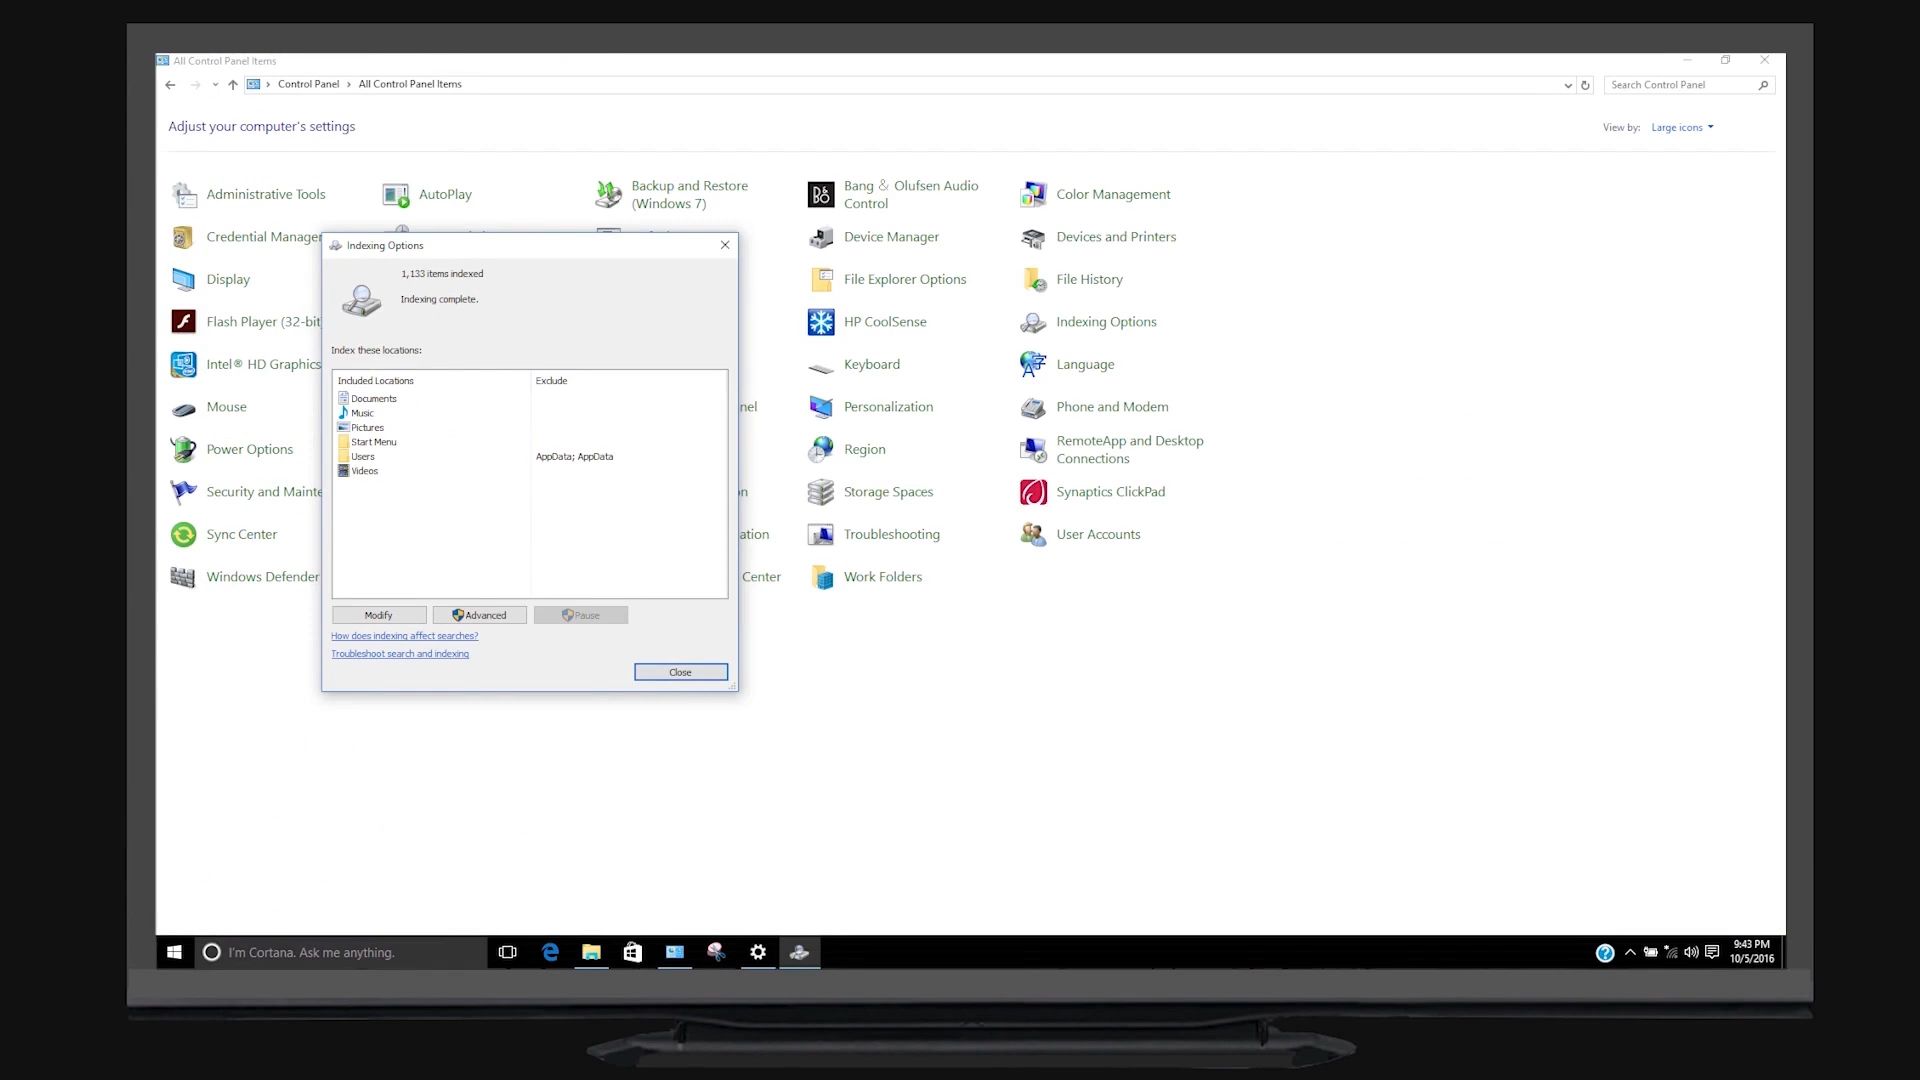 All Control Panel Items
Control Panel › All Control Panel Items
Search Control Panel
Adjust your computer's settings
View by: Large icons
Administrative Tools
AutoPlay
Backup and Restore
(Windows 7)
Bang & Olufsen Audio
Control
Color Management
Credential Manager
Device Manager
Devices and Printers
Display
File Explorer Options
File History
Flash Player (32-bit
HP CoolSense
Indexing Options
Intel® HD Graphics
Keyboard
Language
Mouse
nel
Personalization
Phone and Modem
Power Options
Region
RemoteApp and Desktop
Connections
Security and Mainte
on
Storage Spaces
Synaptics ClickPad
Sync Center
ation
Troubleshooting
User Accounts
Windows Defender
Center
Work Folders
Indexing Options
1,133 items indexed
Indexing complete.
Index these locations:
Included Locations
Exclude
Documents
Music
Pictures
Start Menu
Users
AppData; AppData
Videos
Modify
Advanced
Pause
How does indexing affect searches?
Troubleshoot search and indexing
Close
I'm Cortana. Ask me anything.
9:43 PM
10/5/2016